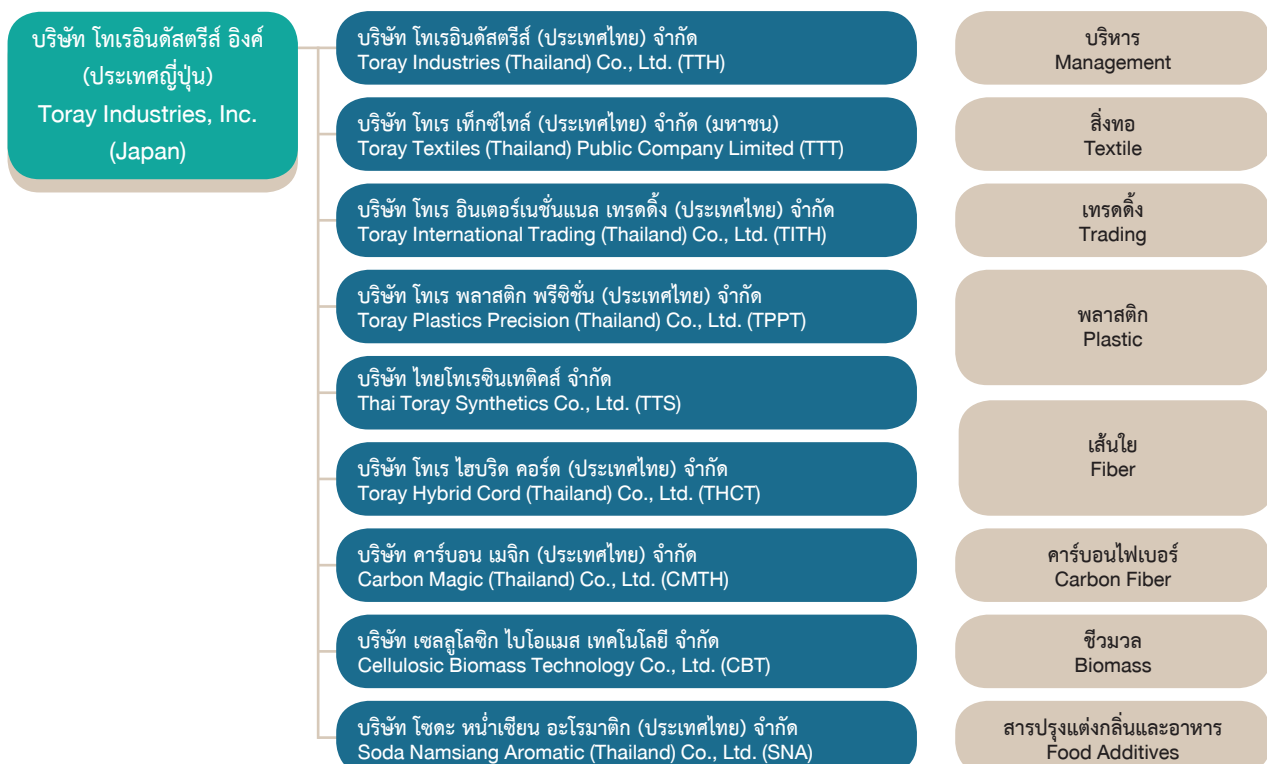 บริษัท โทเรอินดัสตรีส์ อิงค์
(ประเทศญี่ปุ่น)
Toray Industries, Inc.
(Japan)
บริษัท โทเรอินดัสตรีส์ (ประเทศไทย) จำกัด
Toray Industries (Thailand) Co., Ltd. (TTH)
บริหาร
Management
บริษัท โทเร เท็กซ์ไทล์ (ประเทศไทย) จำกัด (มหาชน)
Toray Textiles (Thailand) Public Company Limited (TTT)
สิ่งทอ
Textile
บริษัท โทเร อินเตอร์เนชั่นแนล เทรดดิ้ง (ประเทศไทย) จำกัด
Toray International Trading (Thailand) Co., Ltd. (TITH)
เทรดดิ้ง
Trading
บริษัท โทเร พลาสติก พรีซิชั่น (ประเทศไทย) จำกัด
Toray Plastics Precision (Thailand) Co., Ltd. (TPPT)
พลาสติก
Plastic
บริษัท ไทยโทเรซินเทติคส์ จำกัด
Thai Toray Synthetics Co., Ltd. (TTS)
เส้นใย
Fiber
บริษัท โทเร ไฮบริด คอร์ด (ประเทศไทย) จำกัด
Toray Hybrid Cord (Thailand) Co., Ltd. (THCT)
บริษัท คาร์บอน เมจิก (ประเทศไทย) จำกัด
Carbon Magic (Thailand) Co., Ltd. (CMTH)
คาร์บอนไฟเบอร์
Carbon Fiber
บริษัท เซลลูโลซิก ไบโอแมส เทคโนโลยี จำกัด
Cellulosic Biomass Technology Co., Ltd. (CBT)
ชีวมวล
Biomass
บริษัท โซดะ หน่ำเซียน อะโรมาติก (ประเทศไทย) จำกัด
Soda Namsiang Aromatic (Thailand) Co., Ltd. (SNA)
สารปรุงแต่งกลิ่นและอาหาร
Food Additives